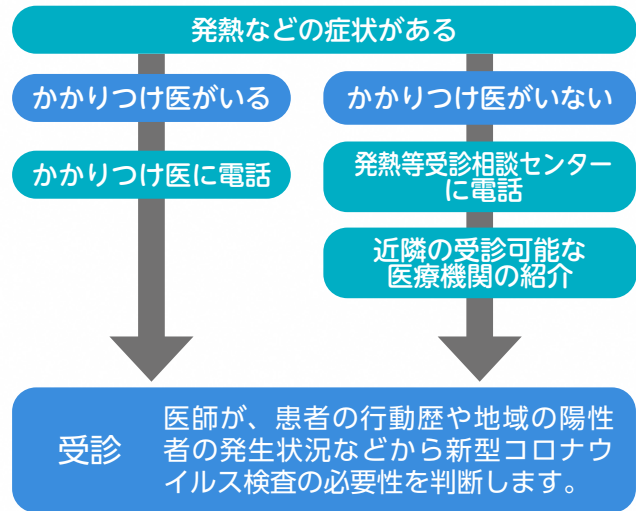 発熱などの症状がある
かかりつけ医がいる
かかりつけ医に電話
かかりつけ医がいない
発熱等受診相談センター
に電話
近隣の受診可能な
医療機関の紹介
受診
医師が、患者の行動歴や地域の陽性
者の発生状況などから新型コロナウ
イルス検査の必要性を判断します。